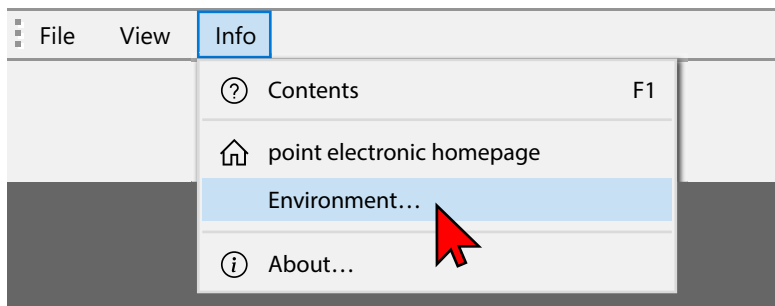 File View Info
Contents F1
point electronic homepage
Environment…
About…